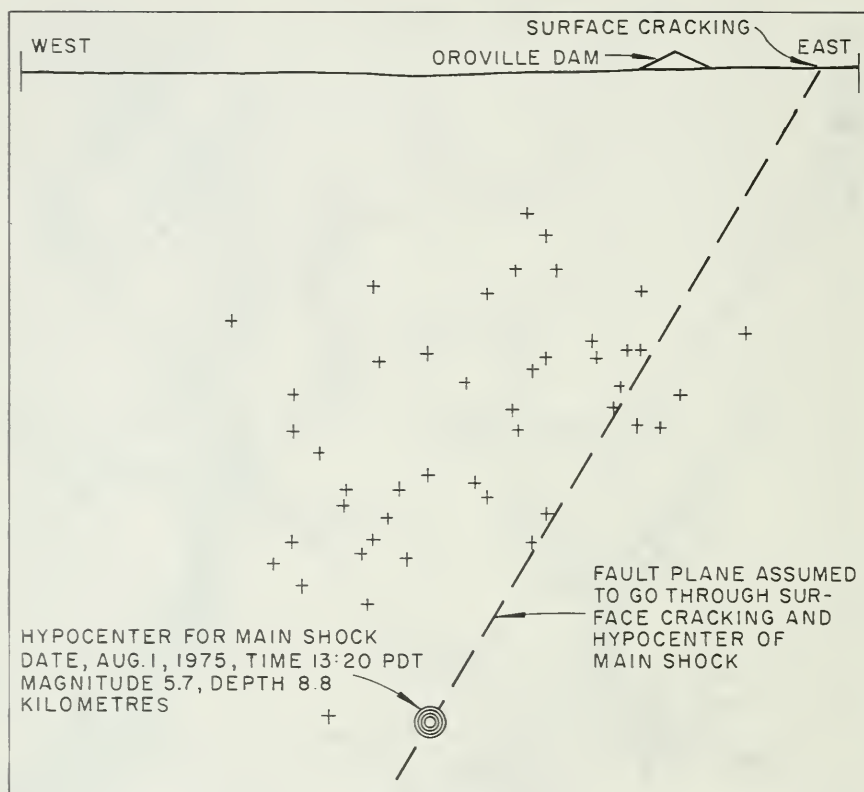 SURFACE CRACKING
WEST
EAST
OROVILLE DAM
FAULT PLANE ASSUMED
TO GO THROUGH SUR-
FACE CRACKING AND
HYPOCENTER OF
MAIN SHOCK
HYPOCENTER FOR MAIN SHOCK
DATE, AUG. 1, 1975, TIME 13:20 PDT
MAGNITUDE 5.7, DEPTH 8.8
KILOMETRES